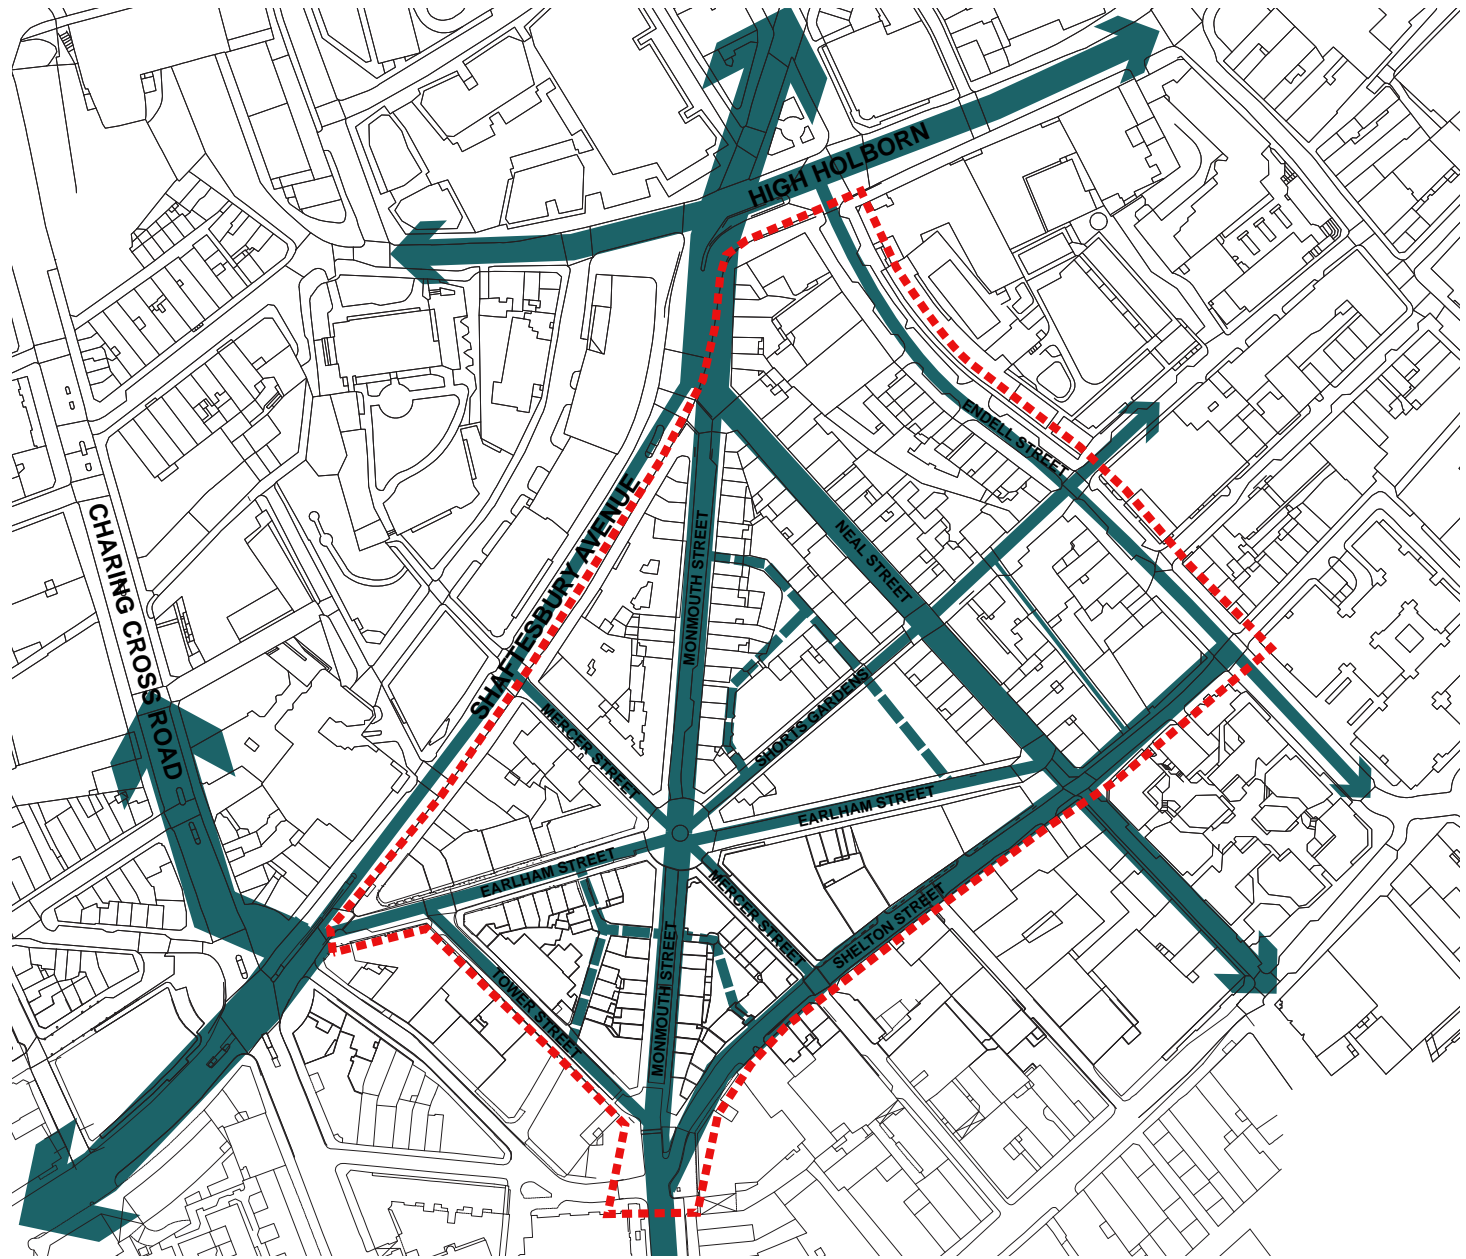 HIGH HOLBORN
ENDELL STREET
CHARING CROSS ROAD
SHAFTESBURY AVENUE
MONMOUTH STREET
NEAL STREET
MERCER STREET
SHORTS GARDENS
EARLHAM STREET
EARLHAM STREET
MERCER STREET
SHELTON STREET
TOWER STREET
MONMOUTH STREET